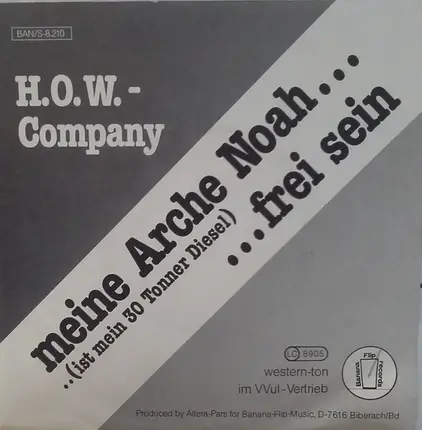 BAN/S-8.210
H.O.W.-
Company
meine Arche Noah...
..(ist mein 30 Tonner Diesel)
...frei sein
LC 8905
western-ton
im VVul-Vertrieb
Banana
Flip
records
Produced by Altera-Pars for Banana-Flip-Music, D-7616 Biberach/Bd